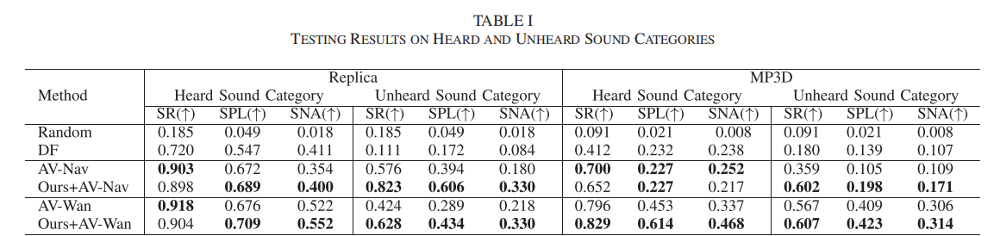 TABLE I
TESTING RESULTS ON HEARD AND UNHEARD SOUND CATEGORIES
Replica MP3D
Method Heard Sound Category Unheard Sound Category Heard Sound Category Unheard Sound Category
SR(↑) SPL(↑) SNA(↑) SR(↑) SPL(↑) SNA(↑) SR(↑) SPL(↑) SNA(↑) SR(↑) SPL(↑) SNA(↑)
Random 0.185 0.049 0.018 0.185 0.049 0.018 0.091 0.021 0.008 0.091 0.021 0.008
DF 0.720 0.547 0.411 0.111 0.172 0.084 0.412 0.232 0.238 0.180 0.139 0.107
AV-Nav 0.903 0.672 0.354 0.576 0.394 0.180 0.700 0.227 0.252 0.359 0.105 0.109
Ours+AV-Nav 0.898 0.689 0.400 0.823 0.606 0.330 0.652 0.227 0.217 0.602 0.198 0.171
AV-Wan 0.918 0.676 0.522 0.424 0.289 0.218 0.796 0.453 0.337 0.567 0.409 0.306
Ours+AV-Wan 0.904 0.709 0.552 0.628 0.434 0.330 0.829 0.614 0.468 0.607 0.423 0.314